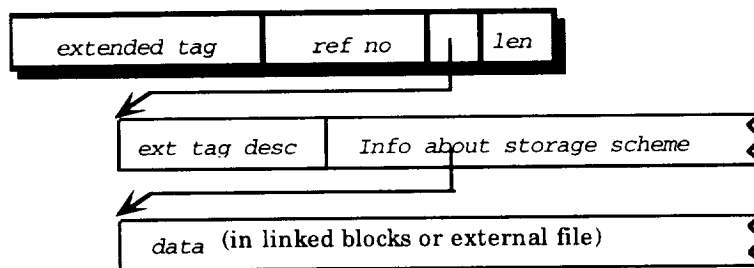 extended tag ref no len
ext tag desc Info about storage scheme
data (in linked blocks or external file)